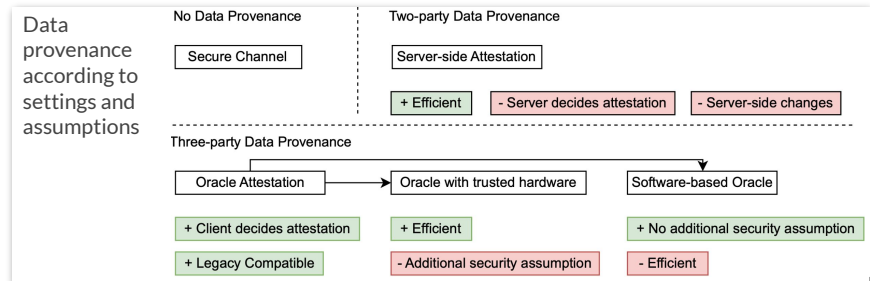 Data
provenance
according to
settings and
assumptions
No Data Provenance
Two-party Data Provenance
Secure Channel
Server-side Attestation
+ Efficient
- Server decides attestation
- Server-side changes
Three-party Data Provenance
Oracle Attestation
Oracle with trusted hardware
Software-based Oracle
+ Client decides attestation
+ Efficient
+ No additional security assumption
+ Legacy Compatible
- Additional security assumption
- Efficient